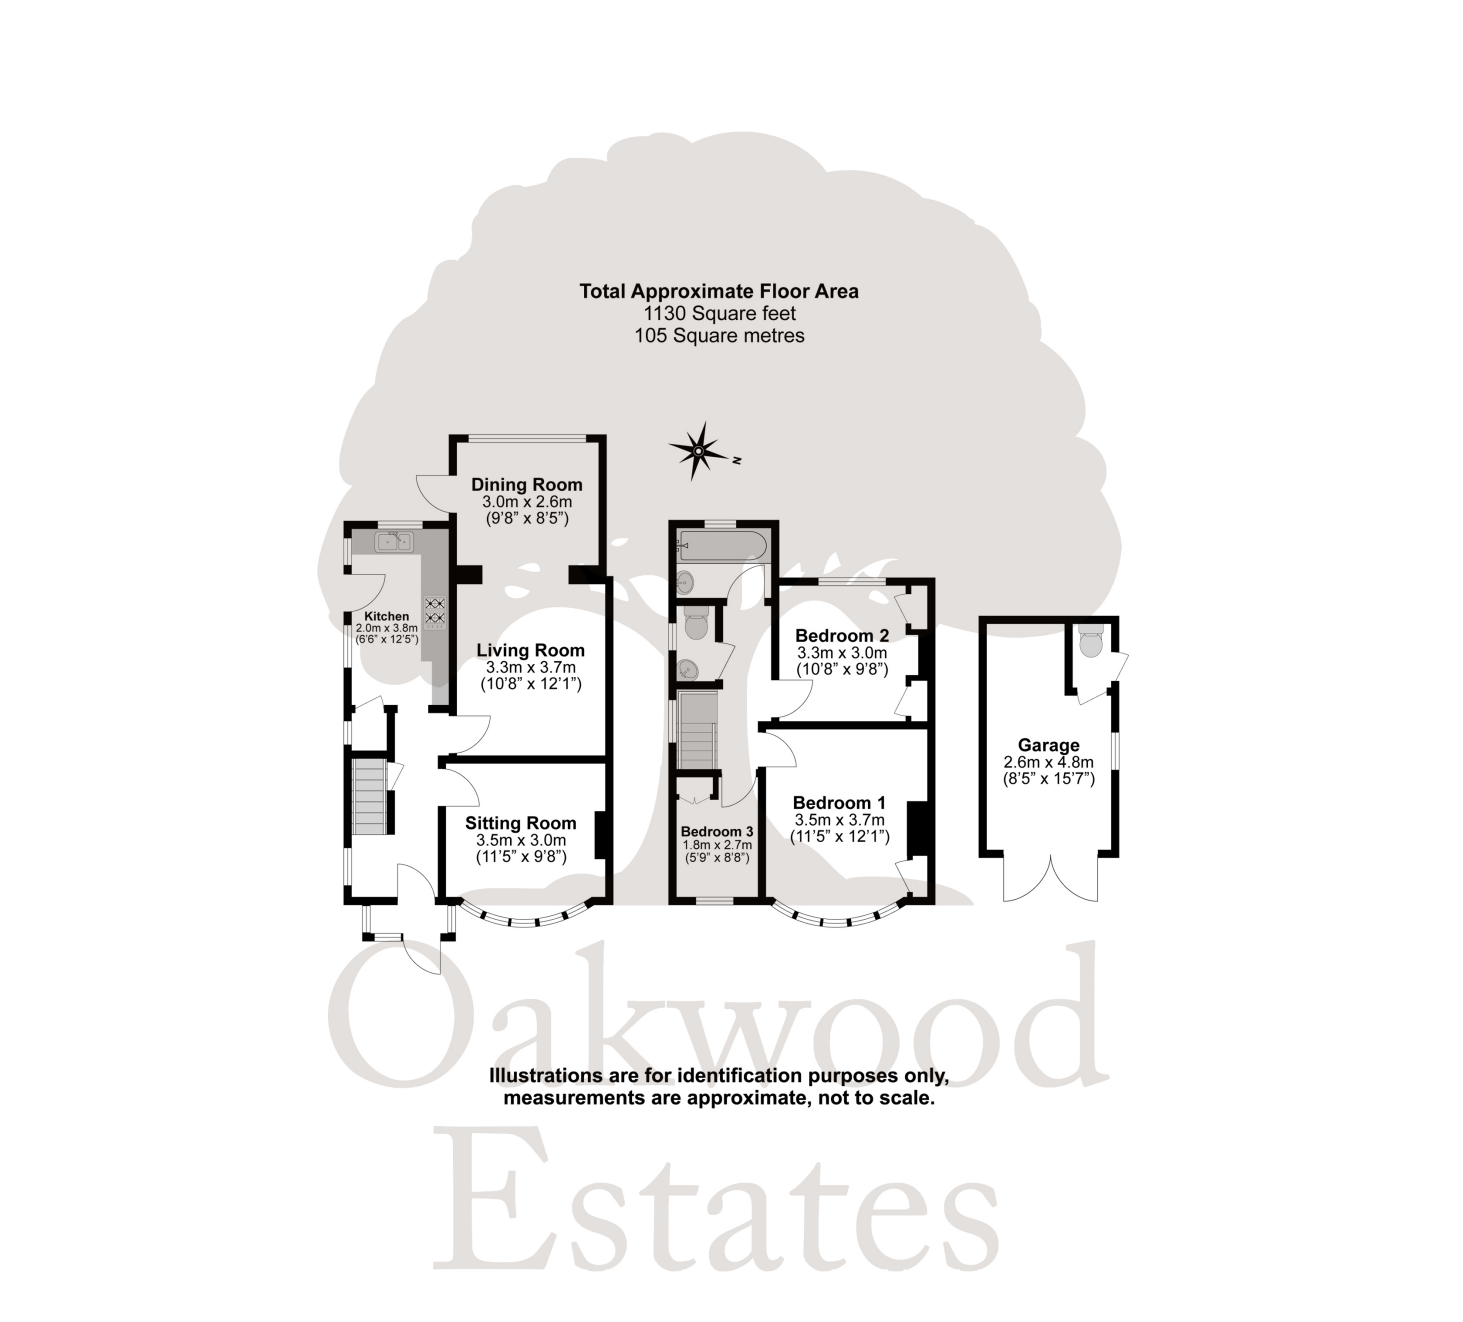 Total Approximate Floor Area
1130 Square feet
105 Square metres
N
Dining Room
3.0m x 2.6m
(9'8" x 8'5")
Kitchen
2.0m x 3.8m
(6'6" x 12'5")
Living Room
3.3m x 3.7m
(10'8" x 12'1")
Sitting Room
3.5m x 3.0m
(11'5" x 9'8")
Bedroom 2
3.3m x 3.0m
(10'8" x 9'8")
Bedroom 1
3.5m x 3.7m
(11'5" x 12'1")
Bedroom 3
1.8m x 2.7m
(5'9" x 8'8")
Garage
2.6m x 4.8m
(8'5" x 15'7")
Oakwood
Illustrations are for identification purposes only,
measurements are approximate, not to scale.
Estates